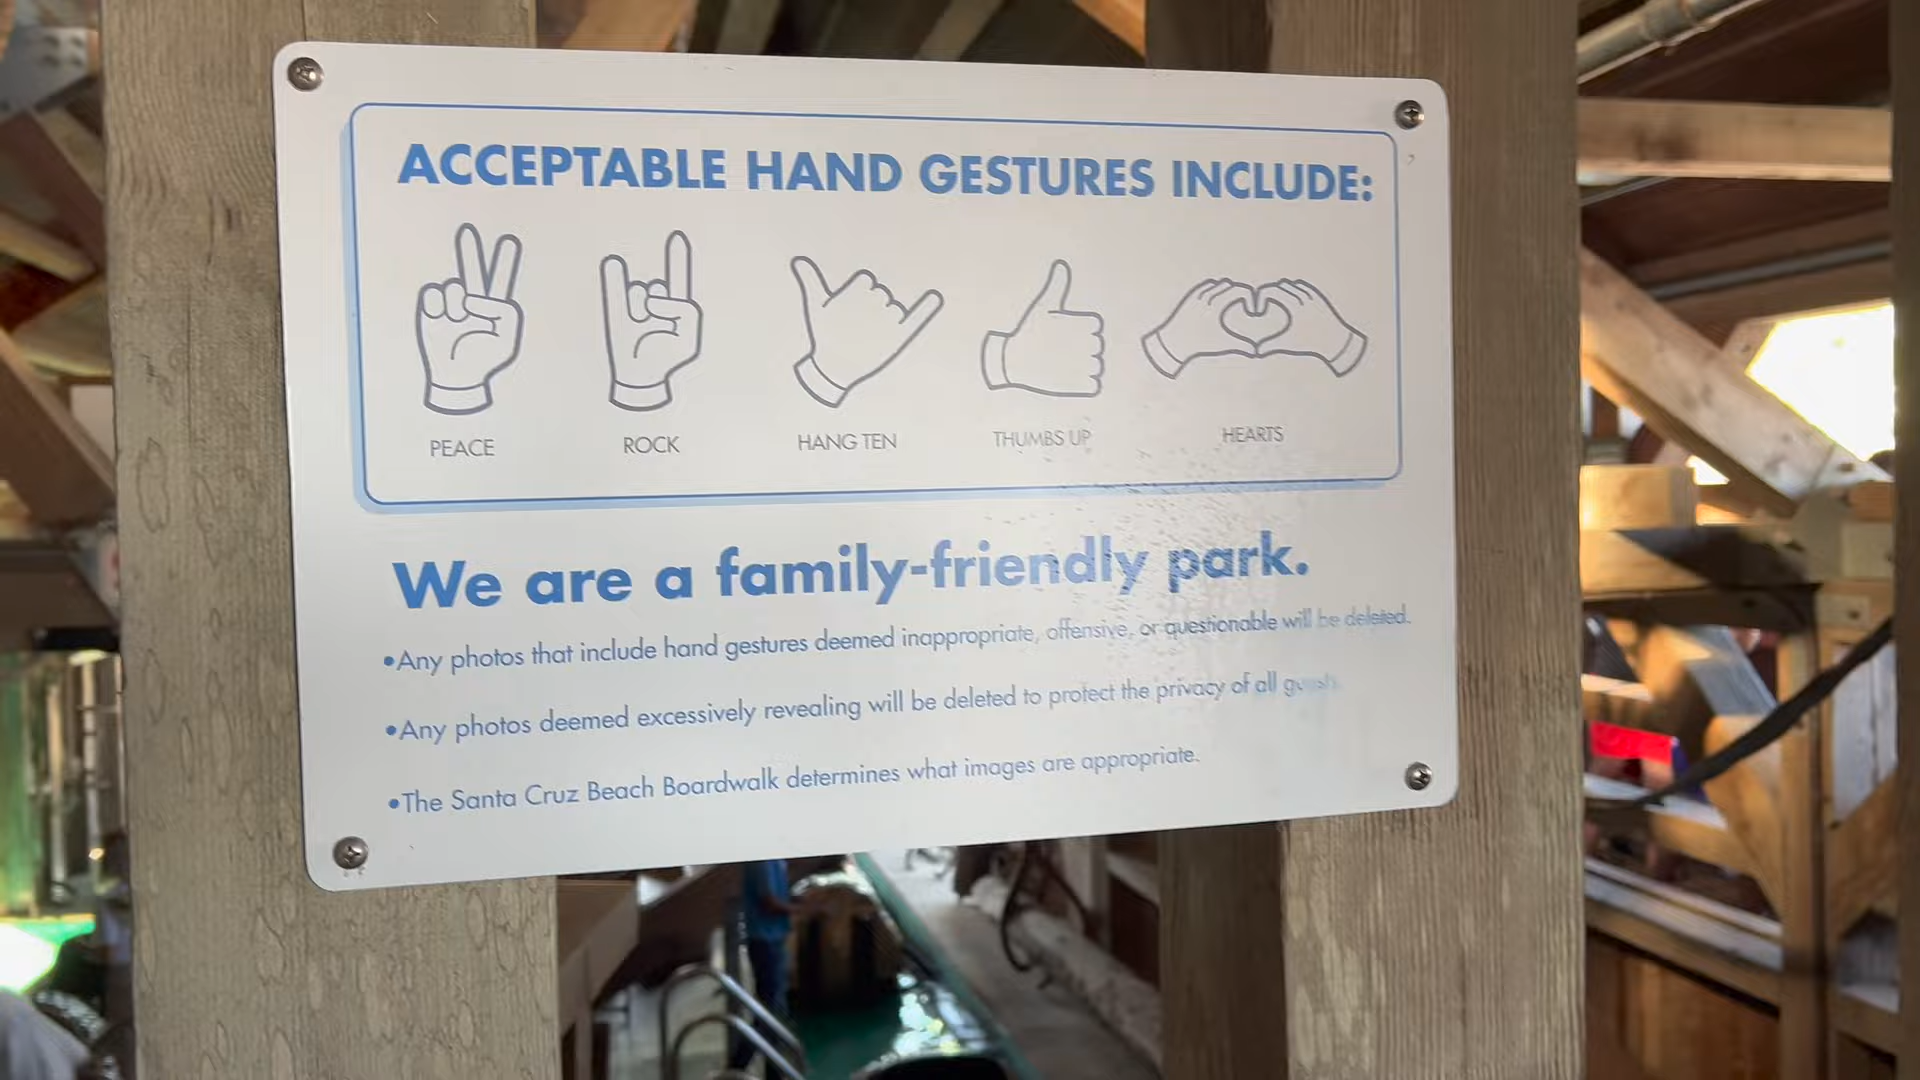 ACCEPTABLE HAND GESTURES INCLUDE:
PEACE ROCK HANG TEN THUMBS UP HEARTS
We are a family-friendly park.
•Any photos that include hand gestures deemed inappropriate, offensive, or questionable will be deleted.
•Any photos deemed excessively revealing will be deleted to protect the privacy of all
•The Santa Cruz Beach Boardwalk determines what images are appropriate.